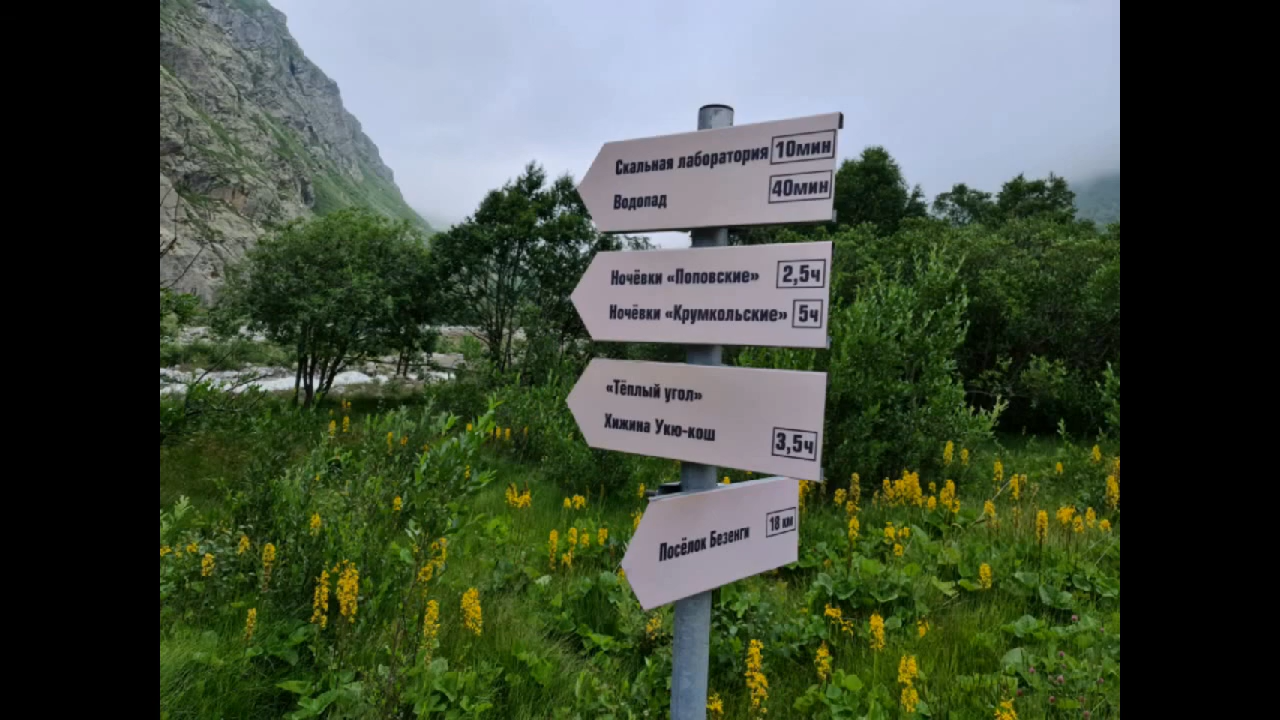 Скальная лаборатория 10мин
Водопад 40мин
Ночёвки «Поповские» 2,5ч
Ночёвки «Крумкольские» 5ч
«Тёплый угол»
Хижина Укю-кош 3,5ч
Посёлок Безенги 18 км